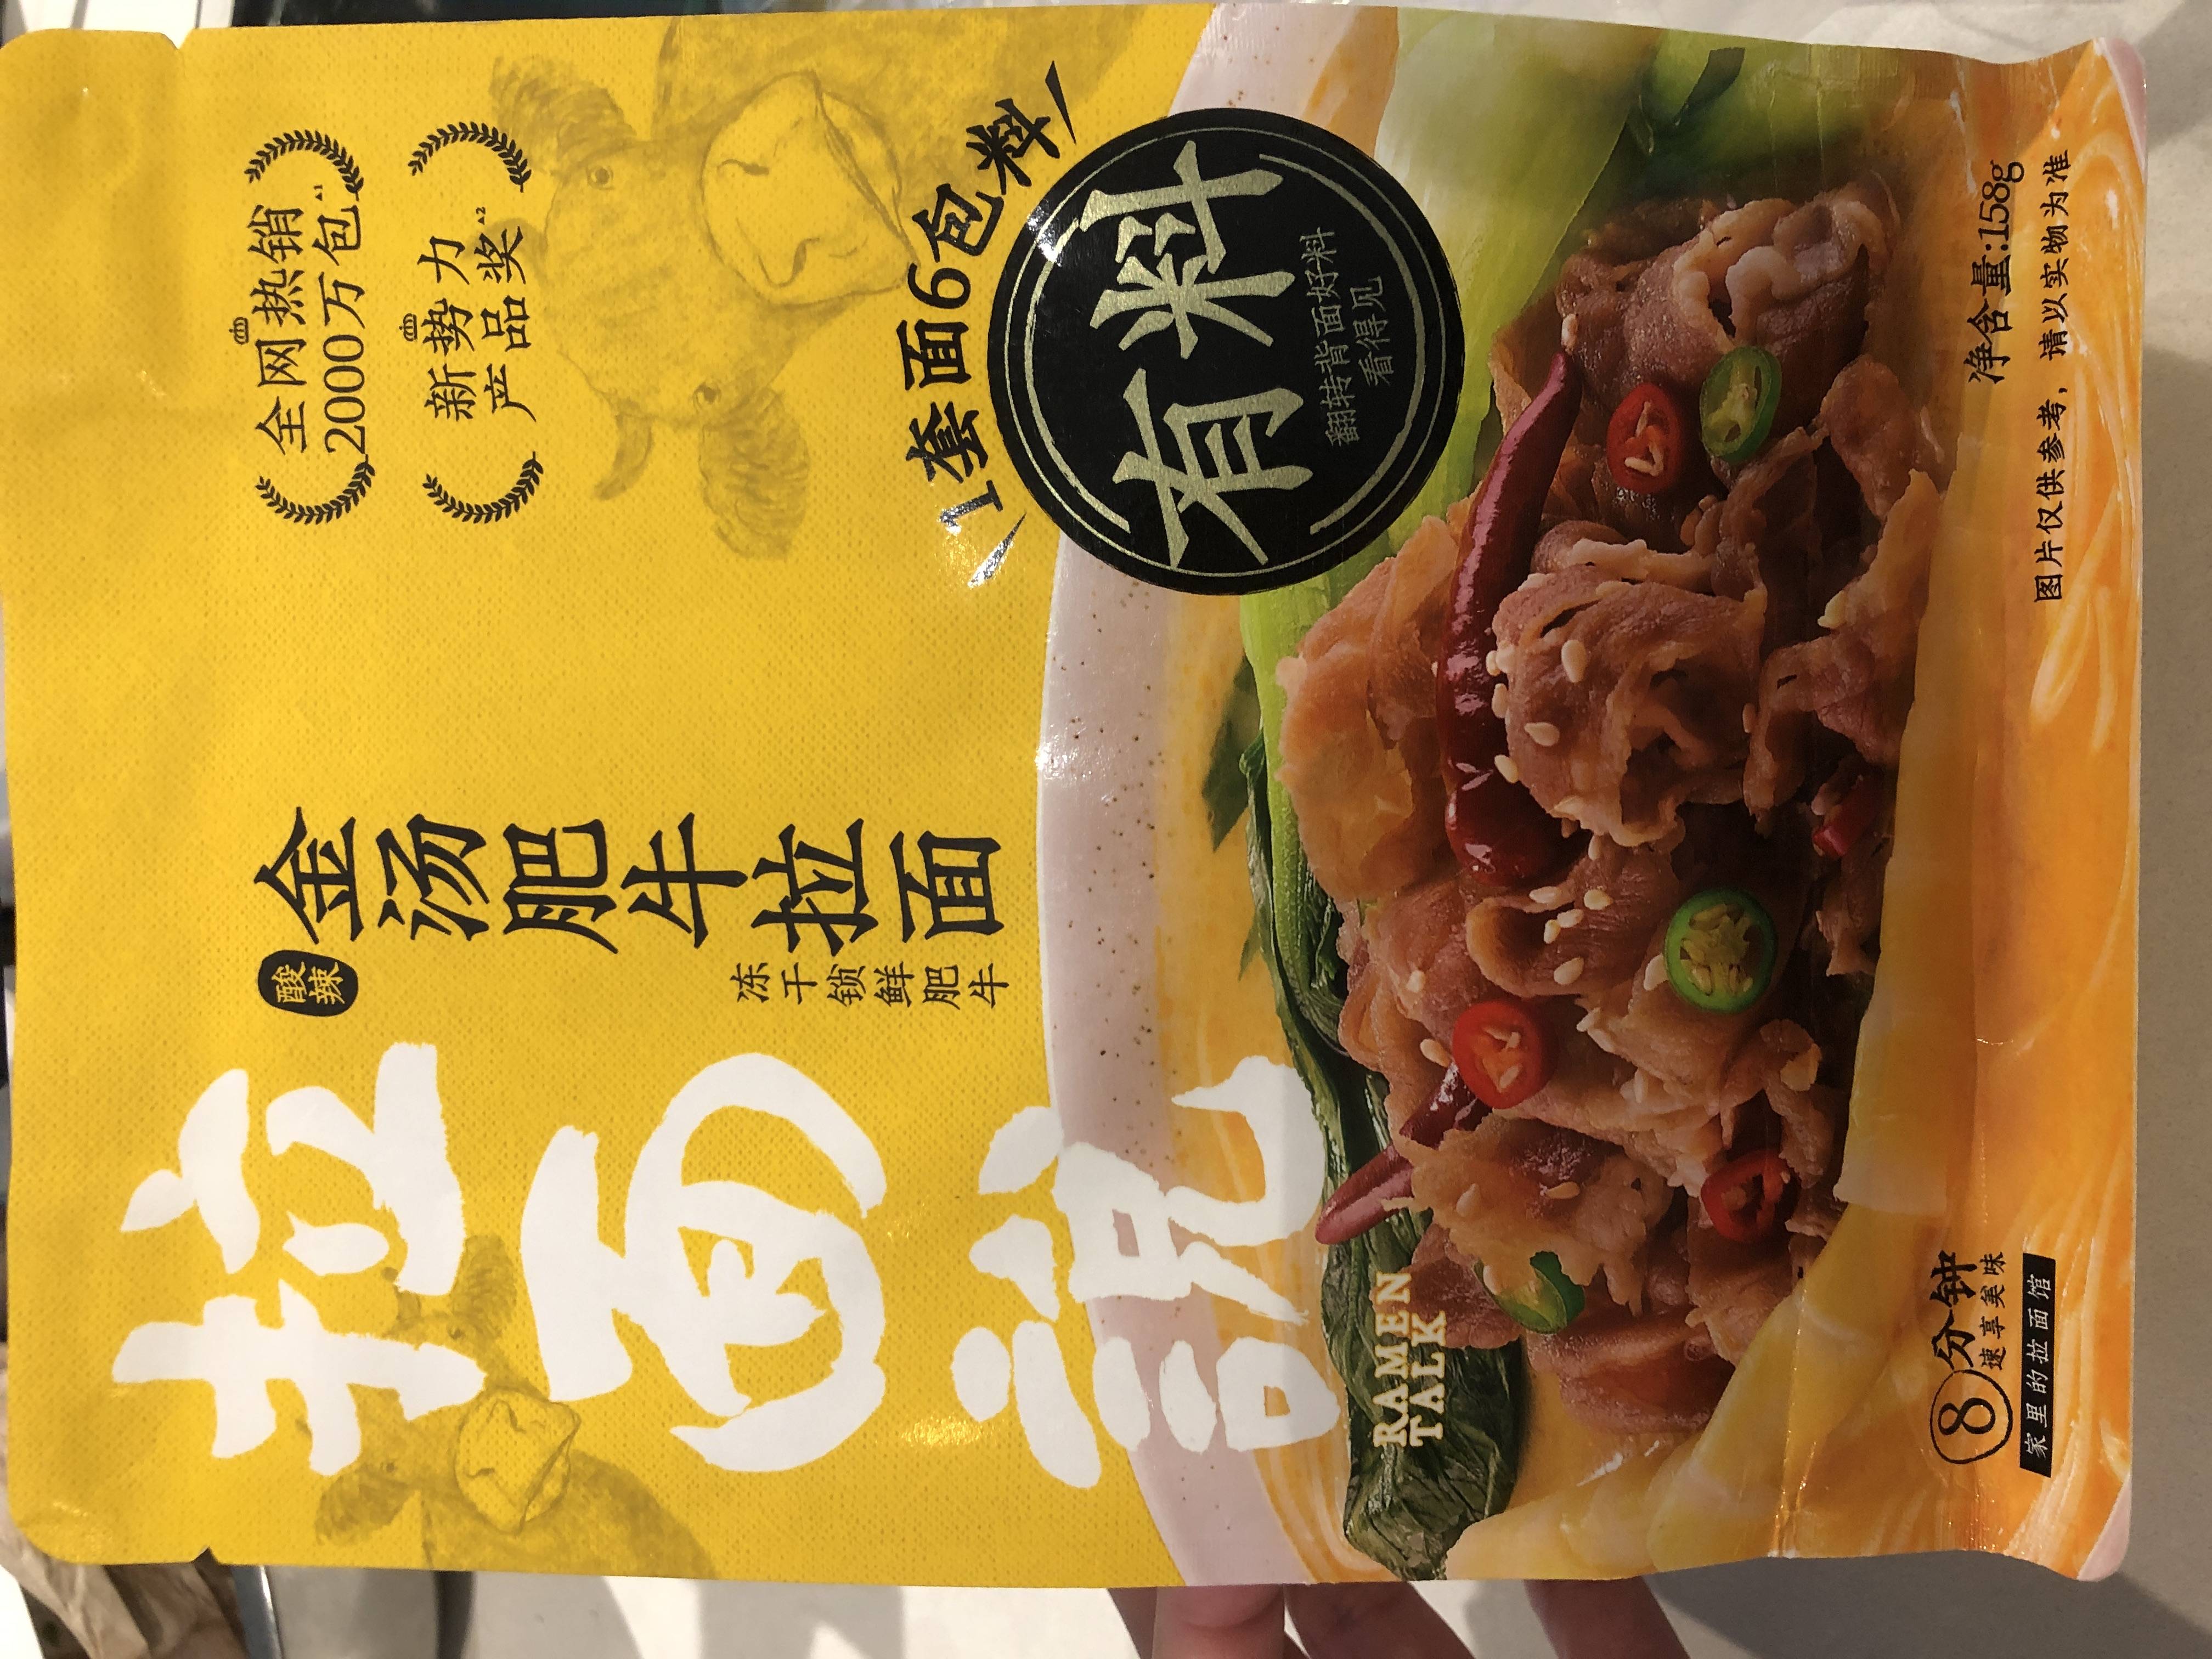 拉面說
RAMEN
TALK
酸辣
金汤肥牛拉面
冻干锁鲜肥牛
全网热销
2000万包*1
新势力
产品奖*2
1套面6包料
有料
翻转背面好料
看得见
8分钟
速享美味
家里的拉面馆
净含量:158g
图片仅供参考，请以实物为准